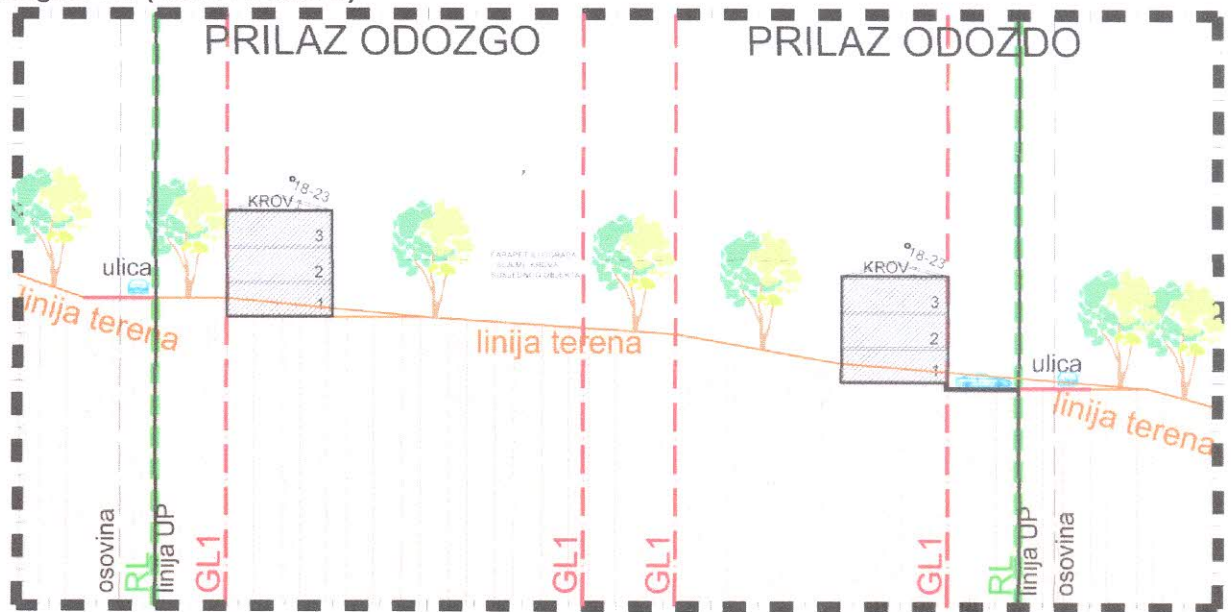 PRILAZ ODOZGO
PRILAZ ODOZDO
18-23
KROV
3
2
1
ulica
linija terena
linija terena
18-23
KROV
3
2
1
ulica
linija terena
osovina
RL
linija UP
GL1
GL1
GL1
GL1
RL
linija UP
osovina